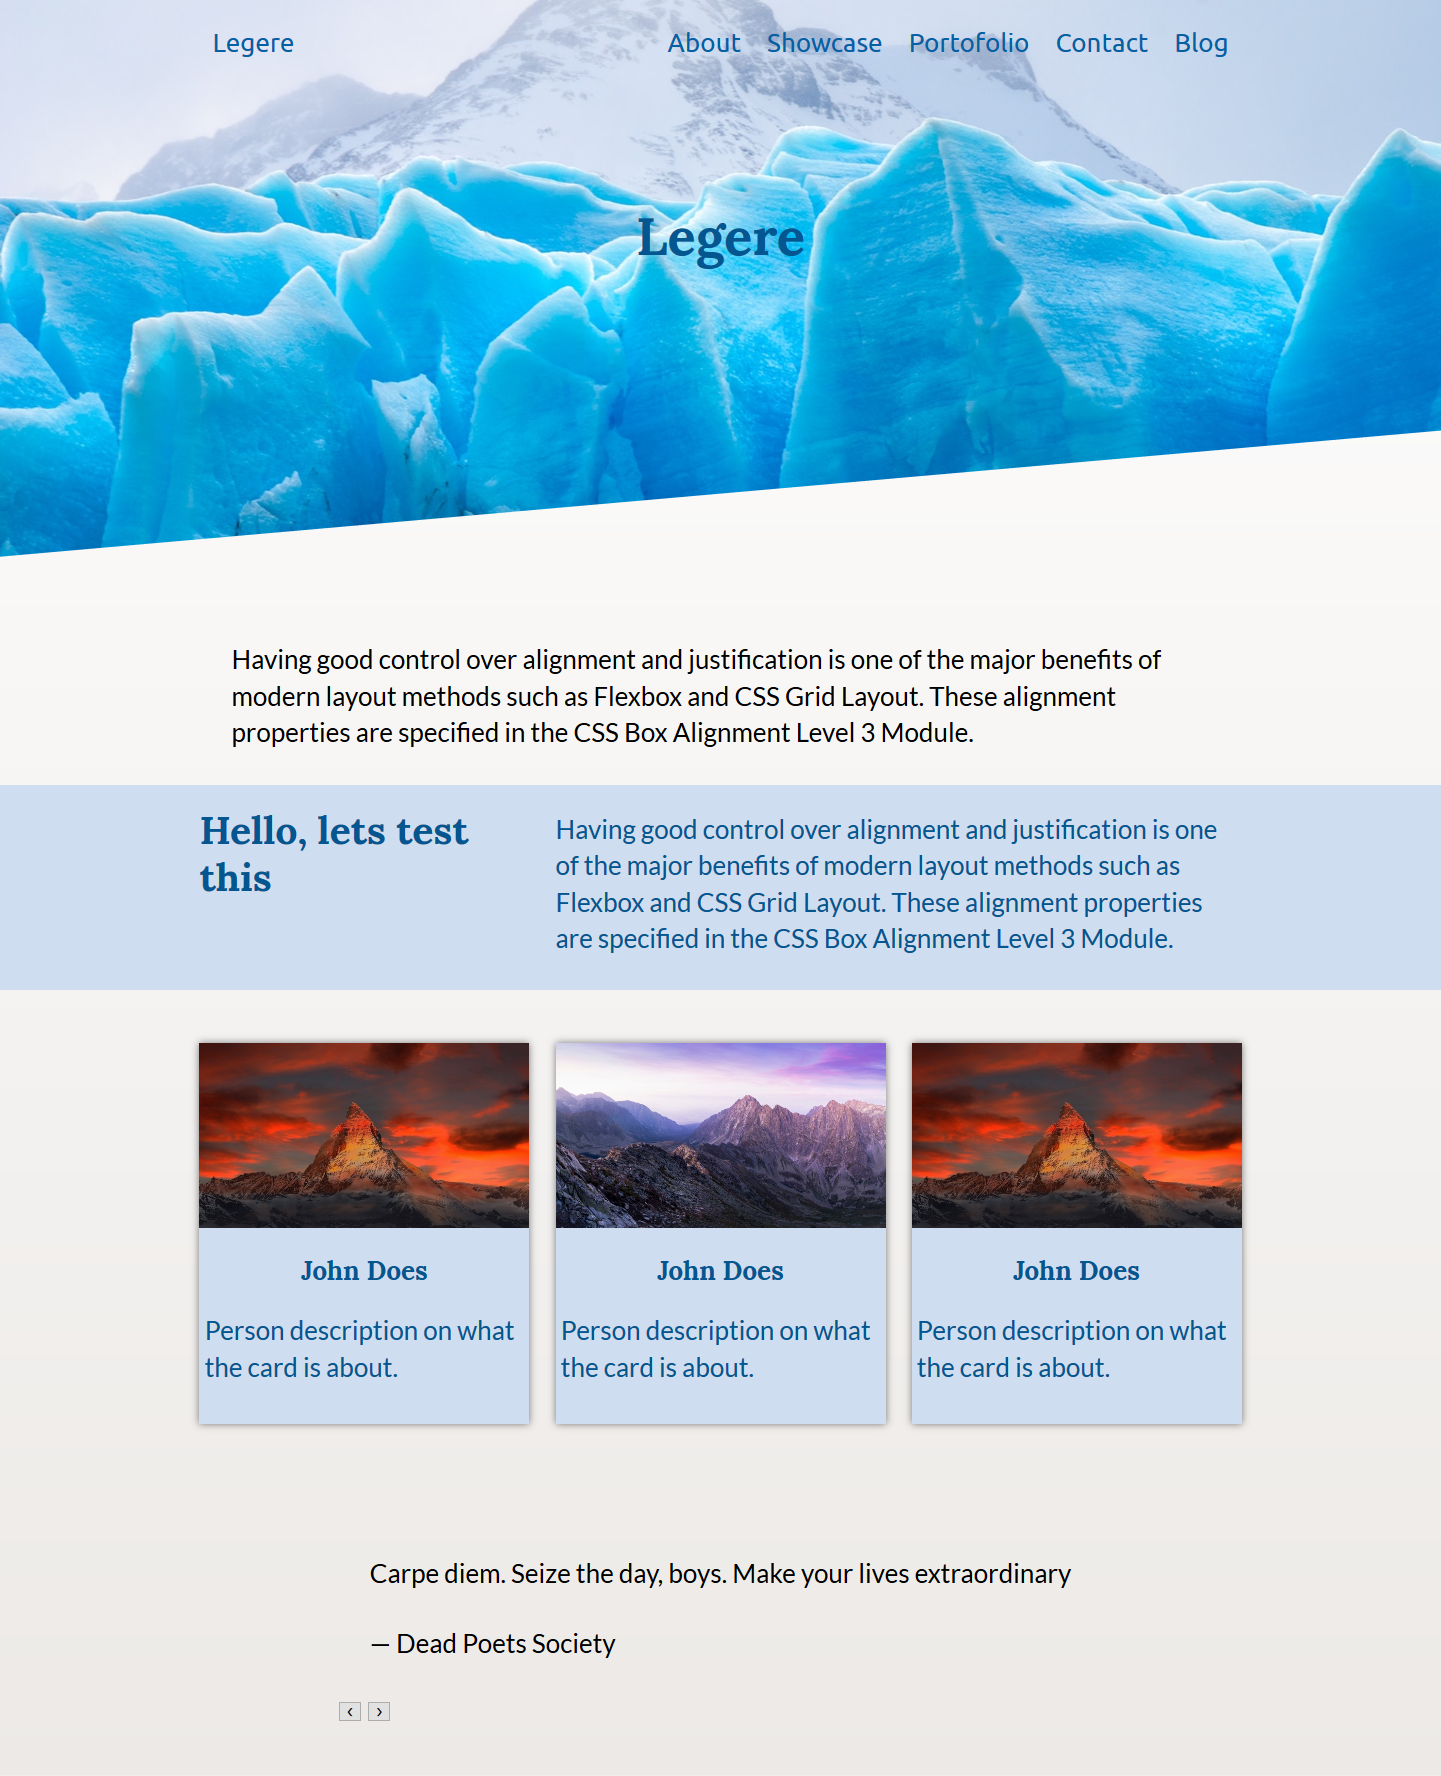 Legere
About Showcase Portofolio Contact Blog
Legere
Having good control over alignment and justification is one of the major benefits of
modern layout methods such as Flexbox and CSS Grid Layout. These alignment
properties are specified in the CSS Box Alignment Level 3 Module.
Hello, lets test
this
Having good control over alignment and justification is one
of the major benefits of modern layout methods such as
Flexbox and CSS Grid Layout. These alignment properties
are specified in the CSS Box Alignment Level 3 Module.
John Does
Person description on what
the card is about.
John Does
Person description on what
the card is about.
John Does
Person description on what
the card is about.
Carpe diem. Seize the day, boys. Make your lives extraordinary
— Dead Poets Society
‹ ›